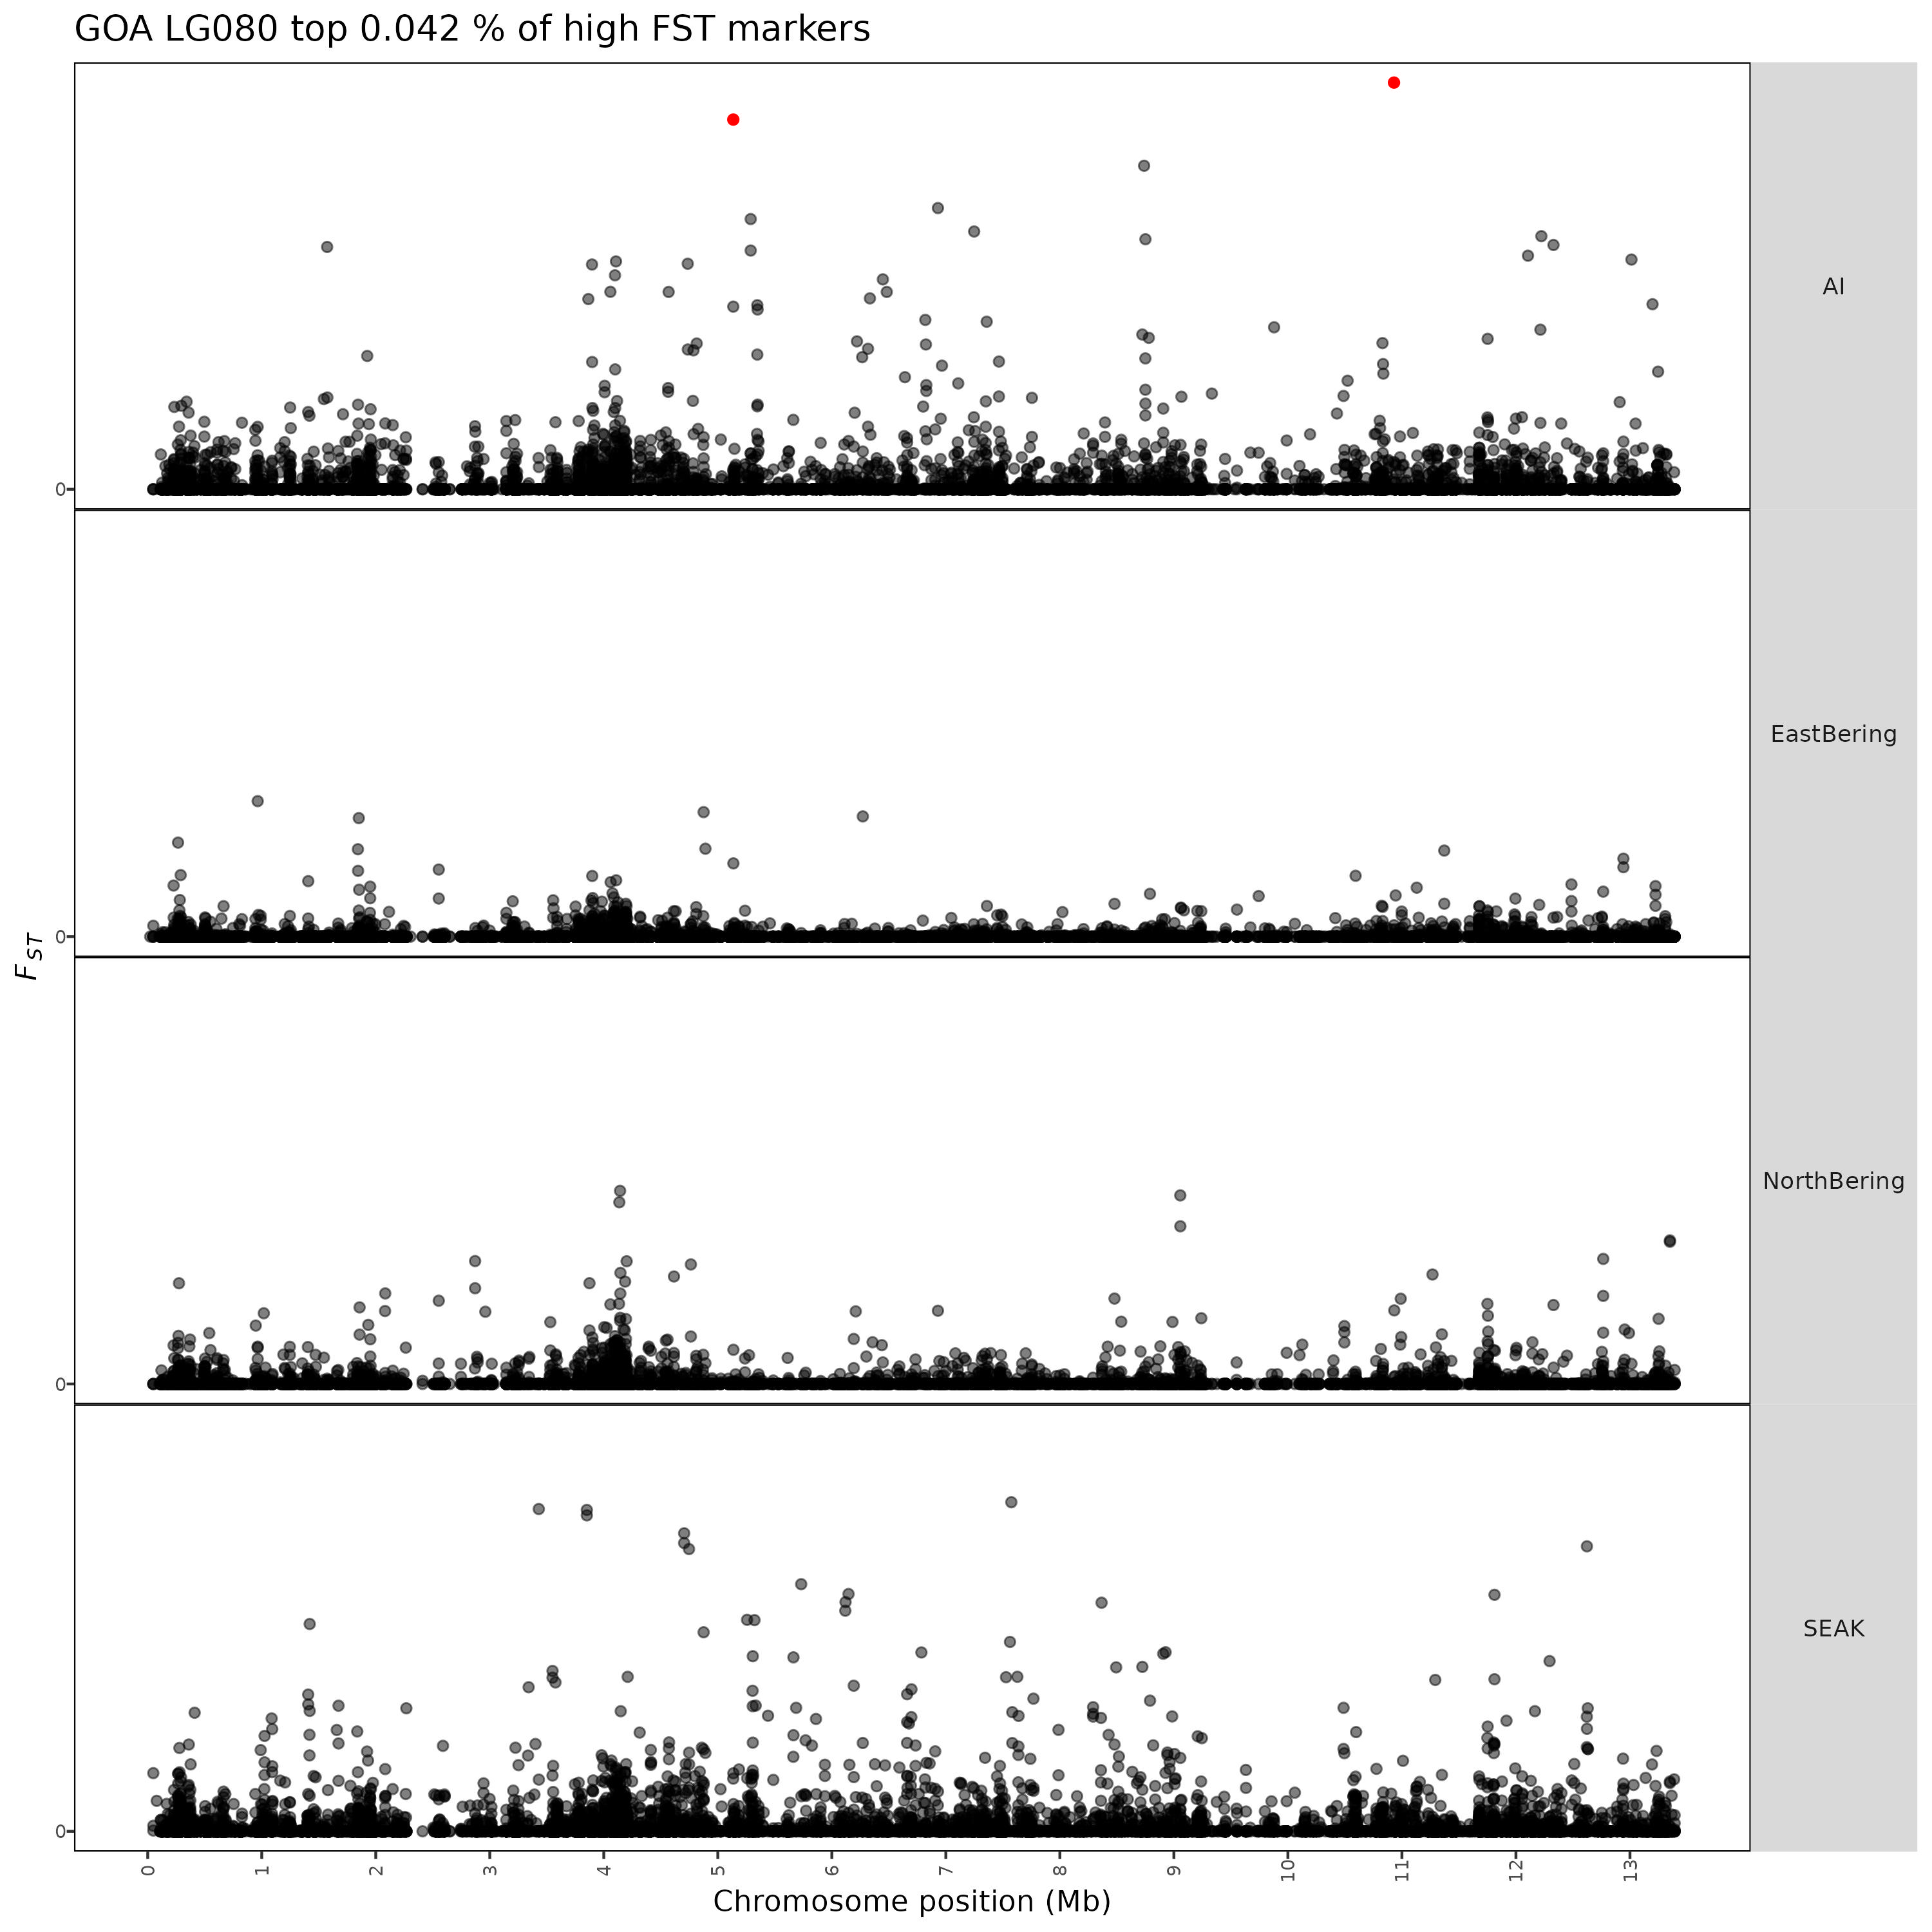 GOA LG080 top 0.042 % of high FST markers
AI
0
EastBering
0
F ST
NorthBering
0
SEAK
0
0 1 2 3 4 5 6 7 8 9 10 11 12 13
Chromosome position (Mb)